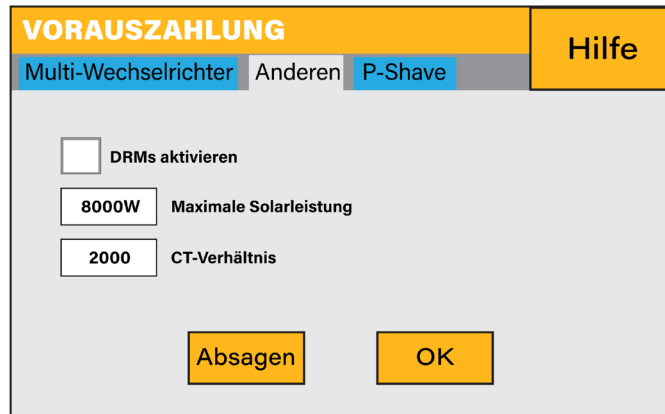 VORAUSZAHLUNG
Hilfe
Multi-Wechselrichter Anderen P-Shave
DRMs aktivieren
8000W Maximale Solarleistung
2000 CT-Verhältnis
Absagen OK